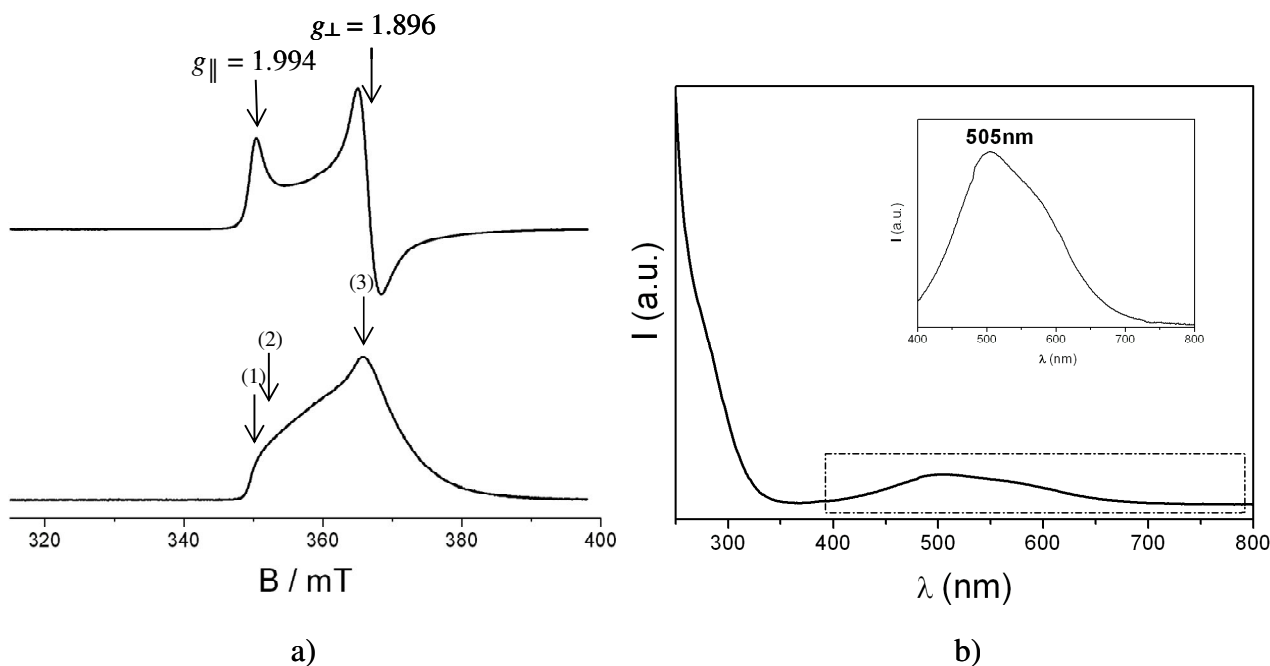 g⊥ = 1.896
g∥ = 1.994
(3)
(2)
(1)
320 340 360 380 400
B / mT
a)
505nm
I (a.u.)
400 500 600 700 800
λ (nm)
I (a.u.)
300 400 500 600 700 800
λ (nm)
b)